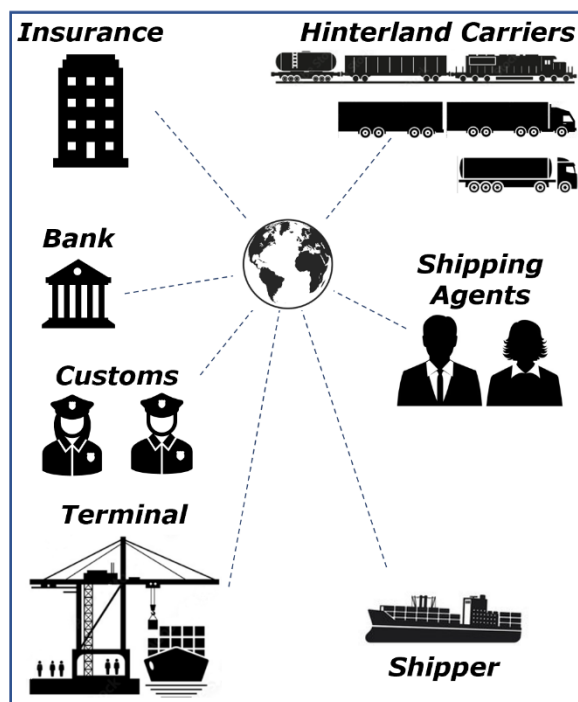 Insurance
Hinterland Carriers
Bank
Shipping
Agents
Customs
Terminal
Shipper